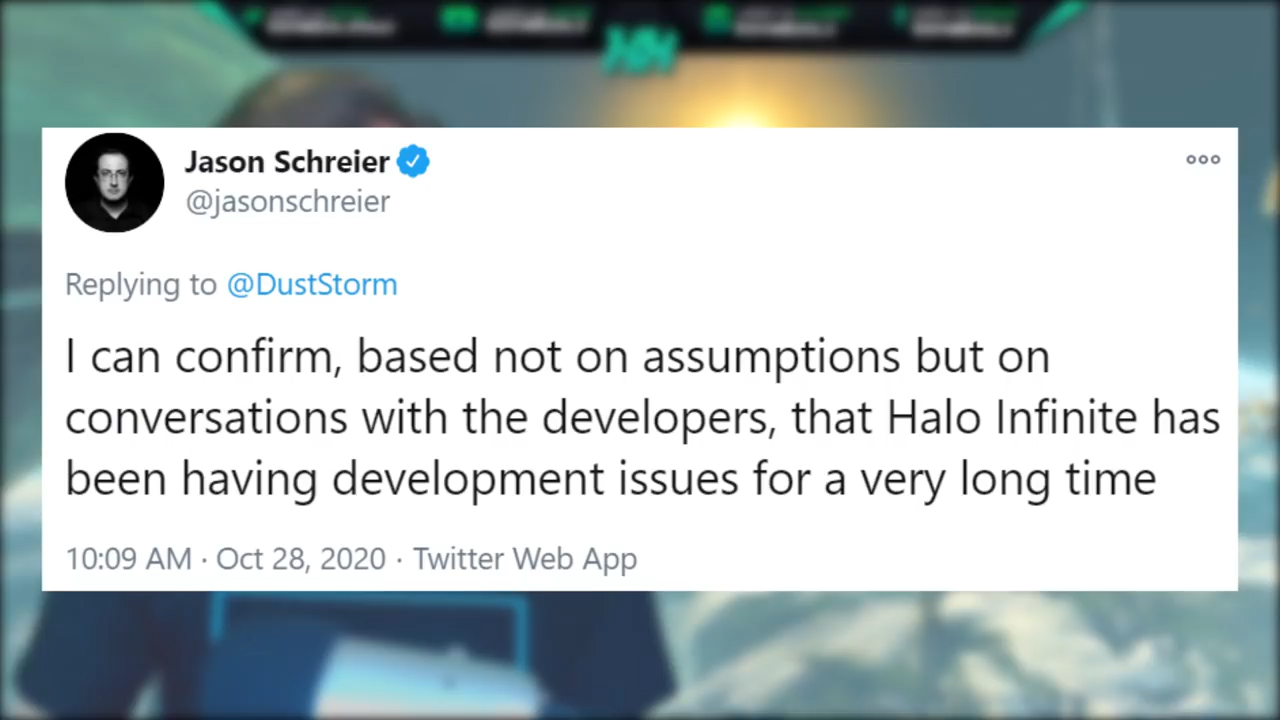 Jason Schreier
@jasonschreier
Replying to @DustStorm
I can confirm, based not on assumptions but on
conversations with the developers, that Halo Infinite has
been having development issues for a very long time
10:09 AM · Oct 28, 2020 · Twitter Web App